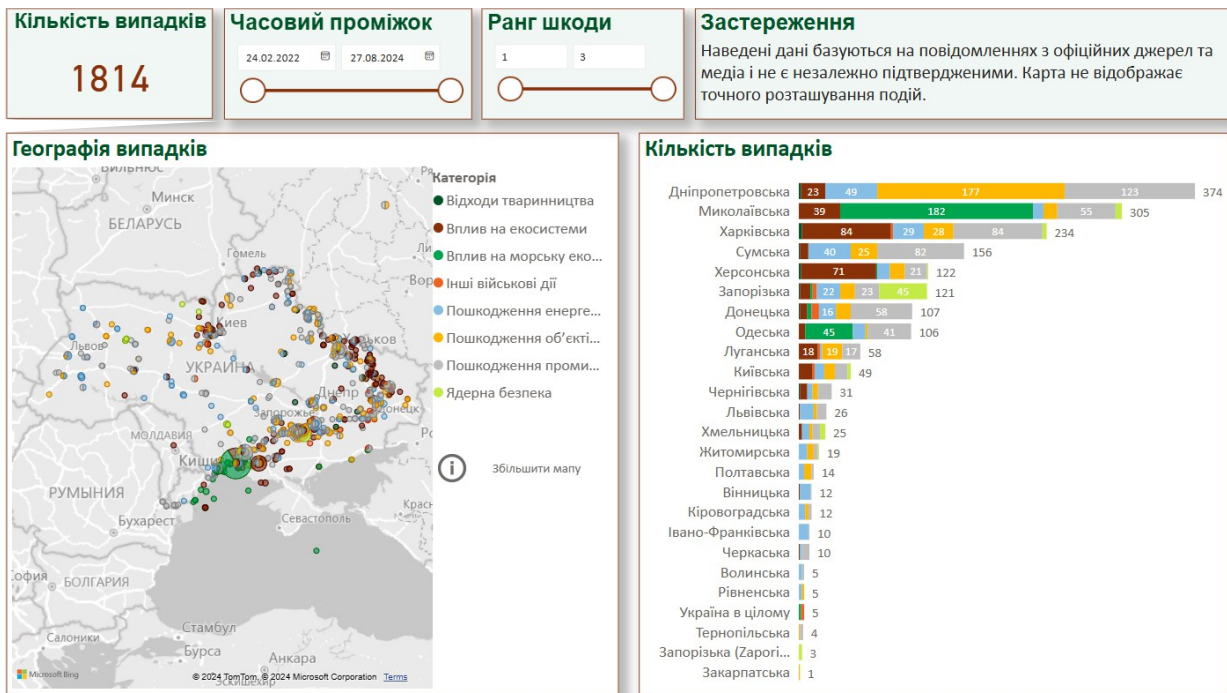 Кількість випадків
1814
Часовий проміжок
24.02.2022
27.08.2024
Ранг шкоди
1
3
Застереження
Наведені дані базуються на повідомленнях з офіційних джерел та
медіа і не є незалежно підтвердженими. Карта не відображає
точного розташування подій.
Географія випадків
Вильнюс
Минск
БЕЛАРУСЬ
Гомель
Киев
Львов
УКРАИНА
Днепр
Запорожье
МОЛДАВИЯ
РУМЫНИЯ
Бухарест
Севастополь
БОЛГАРИЯ
Салоники
Стамбул
Бурса
Анкара
Эскишехир
Microsoft Bing
© 2024 TomTom, © 2024 Microsoft Corporation Terms
Категорія
Відходи тваринництва
Вплив на екосистеми
Вплив на морську еко...
Інші військові дії
Пошкодження енерге...
Пошкодження об'єкті...
Пошкодження проми...
Ядерна безпека
Збільшити мапу
Кількість випадків
Дніпропетровська 23 49 177 123 374
Миколаївська 39 182 55 305
Харківська 84 29 28 84 234
Сумська 40 25 82 156
Херсонська 71 21 122
Запорізька 22 23 45 121
Донецька 16 58 107
Одеська 45 41 106
Луганська 18 19 17 58
Київська 49
Чернігівська 31
Львівська 26
Хмельницька 25
Житомирська 19
Полтавська 14
Вінницька 12
Кіровоградська 12
Івано-Франківська 10
Черкаська 10
Волинська 5
Рівненська 5
Україна в цілому 5
Тернопільська 4
Запорізька (Zapori... 3
Закарпатська 1